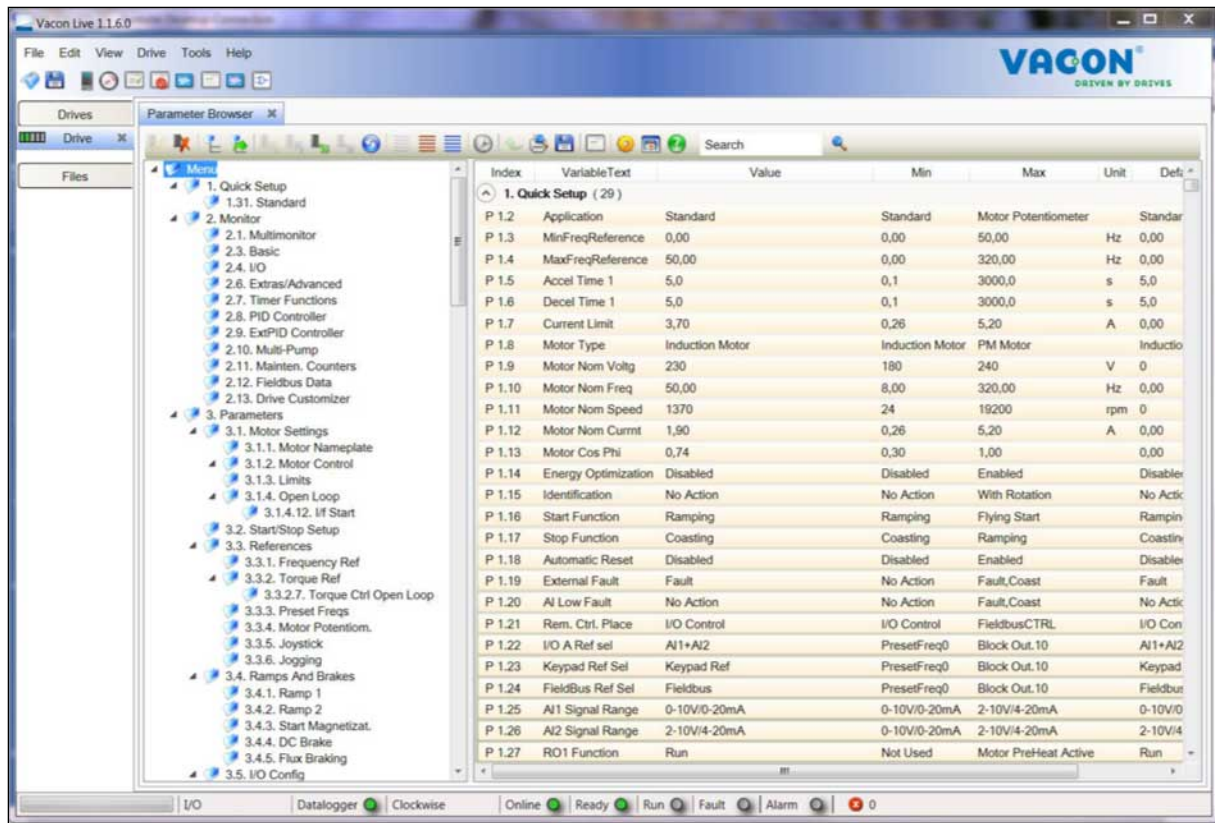 Vacon Live 1.1.6.0
File Edit View Drive Tools Help
VACON®
DRIVEN BY DRIVES
Drives
Drive
Files
Parameter Browser
Search
Menu
1. Quick Setup
1.31. Standard
2. Monitor
2.1. Multimonitor
2.3. Basic
2.4. I/O
2.6. Extras/Advanced
2.7. Timer Functions
2.8. PID Controller
2.9. ExtPID Controller
2.10. Multi-Pump
2.11. Mainten. Counters
2.12. Fieldbus Data
2.13. Drive Customizer
3. Parameters
3.1. Motor Settings
3.1.1. Motor Nameplate
3.1.2. Motor Control
3.1.3. Limits
3.1.4. Open Loop
3.1.4.12. I/f Start
3.2. Start/Stop Setup
3.3. References
3.3.1. Frequency Ref
3.3.2. Torque Ref
3.3.2.7. Torque Ctrl Open Loop
3.3.3. Preset Freqs
3.3.4. Motor Potentiom.
3.3.5. Joystick
3.3.6. Jogging
3.4. Ramps And Brakes
3.4.1. Ramp 1
3.4.2. Ramp 2
3.4.3. Start Magnetizat.
3.4.4. DC Brake
3.4.5. Flux Braking
3.5. I/O Config
Index VariableText Value Min Max Unit Defa
1. Quick Setup ( 29 )
P 1.2 Application Standard Standard Motor Potentiometer Standar
P 1.3 MinFreqReference 0,00 0,00 50,00 Hz 0,00
P 1.4 MaxFreqReference 50,00 0,00 320,00 Hz 0,00
P 1.5 Accel Time 1 5,0 0,1 3000,0 s 5,0
P 1.6 Decel Time 1 5,0 0,1 3000,0 s 5,0
P 1.7 Current Limit 3,70 0,26 5,20 A 0,00
P 1.8 Motor Type Induction Motor Induction Motor PM Motor Inductio
P 1.9 Motor Nom Voltg 230 180 240 V 0
P 1.10 Motor Nom Freq 50,00 8,00 320,00 Hz 0,00
P 1.11 Motor Nom Speed 1370 24 19200 rpm 0
P 1.12 Motor Nom Currnt 1,90 0,26 5,20 A 0,00
P 1.13 Motor Cos Phi 0,74 0,30 1,00 0,00
P 1.14 Energy Optimization Disabled Disabled Enabled Disable
P 1.15 Identification No Action No Action With Rotation No Actic
P 1.16 Start Function Ramping Ramping Flying Start Rampin
P 1.17 Stop Function Coasting Coasting Ramping Coastin
P 1.18 Automatic Reset Disabled Disabled Enabled Disable
P 1.19 External Fault Fault No Action Fault,Coast Fault
P 1.20 AI Low Fault No Action No Action Fault,Coast No Actic
P 1.21 Rem. Ctrl. Place I/O Control I/O Control FieldbusCTRL I/O Con
P 1.22 I/O A Ref sel AI1+AI2 PresetFreq0 Block Out.10 AI1+AI2
P 1.23 Keypad Ref Sel Keypad Ref PresetFreq0 Block Out.10 Keypad
P 1.24 FieldBus Ref Sel Fieldbus PresetFreq0 Block Out.10 Fieldbus
P 1.25 AI1 Signal Range 0-10V/0-20mA 0-10V/0-20mA 2-10V/4-20mA 0-10V/0
P 1.26 AI2 Signal Range 2-10V/4-20mA 0-10V/0-20mA 2-10V/4-20mA 2-10V/4
P 1.27 RO1 Function Run Not Used Motor PreHeat Active Run
I/O Datalogger Clockwise Online Ready Run Fault Alarm 0